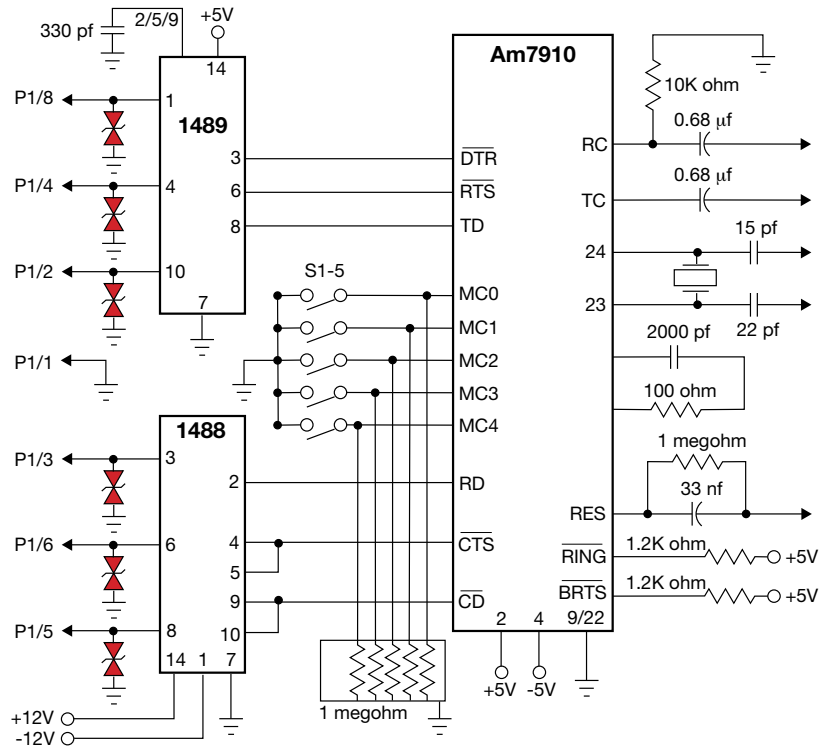 330 pf
2/5/9
+5V
14
P1/8
1
1489
3
DTR
P1/4
4
6
RTS
8
TD
P1/2
10
7
P1/1
S1-5
MC0
MC1
MC2
MC3
MC4
Am7910
10K ohm
RC
0.68 µf
TC
0.68 µf
24
15 pf
23
22 pf
2000 pf
100 ohm
1 megohm
33 nf
RES
RING
1.2K ohm
+5V
BRTS
1.2K ohm
+5V
2
4
9/22
+5V
-5V
1488
P1/3
3
2
RD
P1/6
6
4
CTS
5
9
CD
P1/5
8
10
14
1
7
+12V
-12V
1 megohm